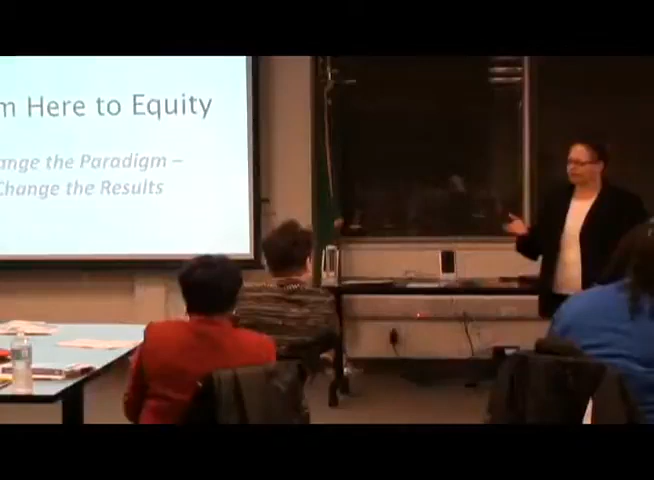 m Here to Equity
ange the Paradigm –
Change the Results